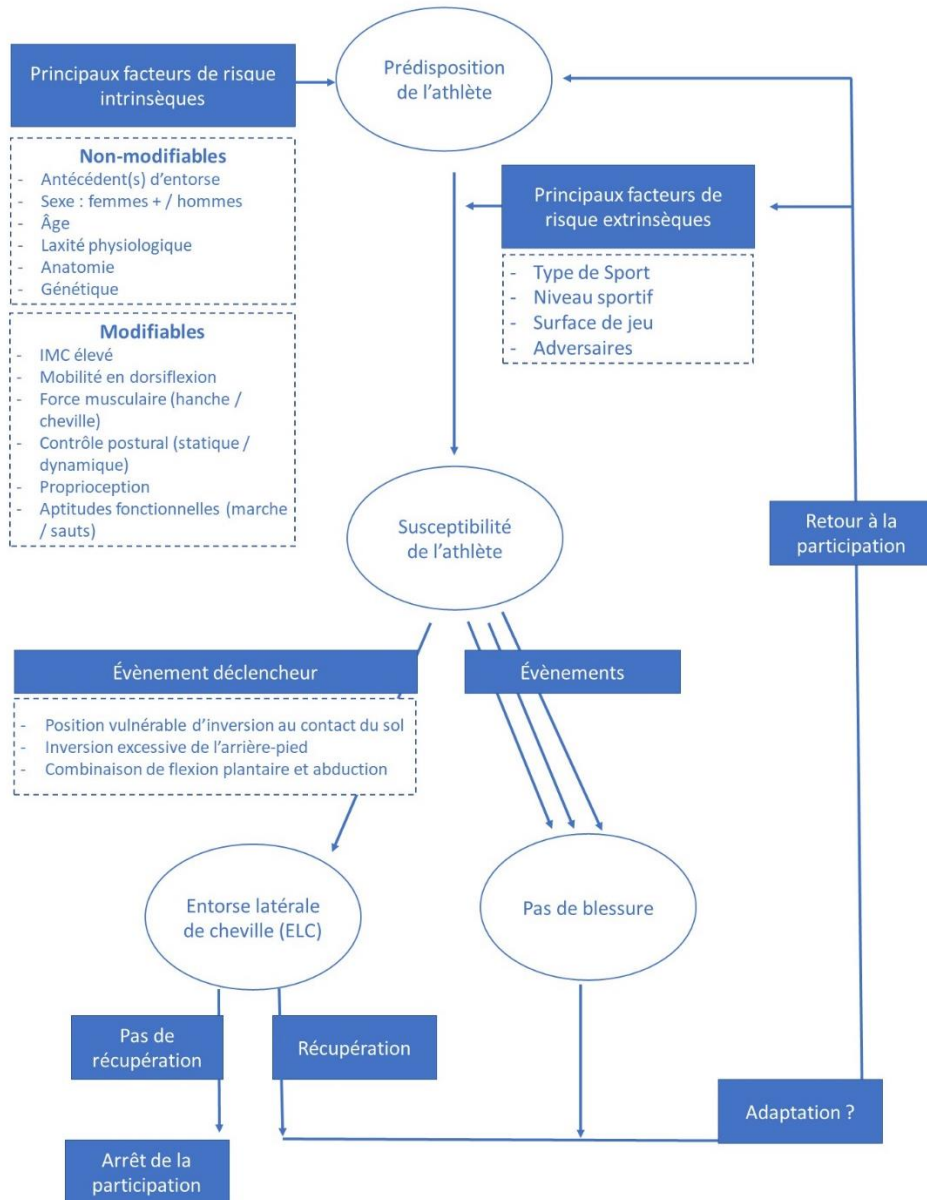 Principaux facteurs de risque
intrinsèques
Prédisposition
de l'athlète
Non-modifiables
- Antécédent(s) d'entorse
- Sexe : femmes + / hommes
- Âge
- Laxité physiologique
- Anatomie
- Génétique
Principaux facteurs de
risque extrinsèques
- Type de Sport
- Niveau sportif
- Surface de jeu
- Adversaires
Modifiables
- IMC élevé
- Mobilité en dorsiflexion
- Force musculaire (hanche /
cheville)
- Contrôle postural (statique /
dynamique)
- Proprioception
- Aptitudes fonctionnelles (marche
/ sauts)
Susceptibilité
de l'athlète
Retour à la
participation
Évènement déclencheur
- Position vulnérable d'inversion au contact du sol
- Inversion excessive de l'arrière-pied
- Combinaison de flexion plantaire et abduction
Évènements
Entorse latérale
de cheville (ELC)
Pas de blessure
Pas de
récupération
Récupération
Adaptation ?
Arrêt de la
participation